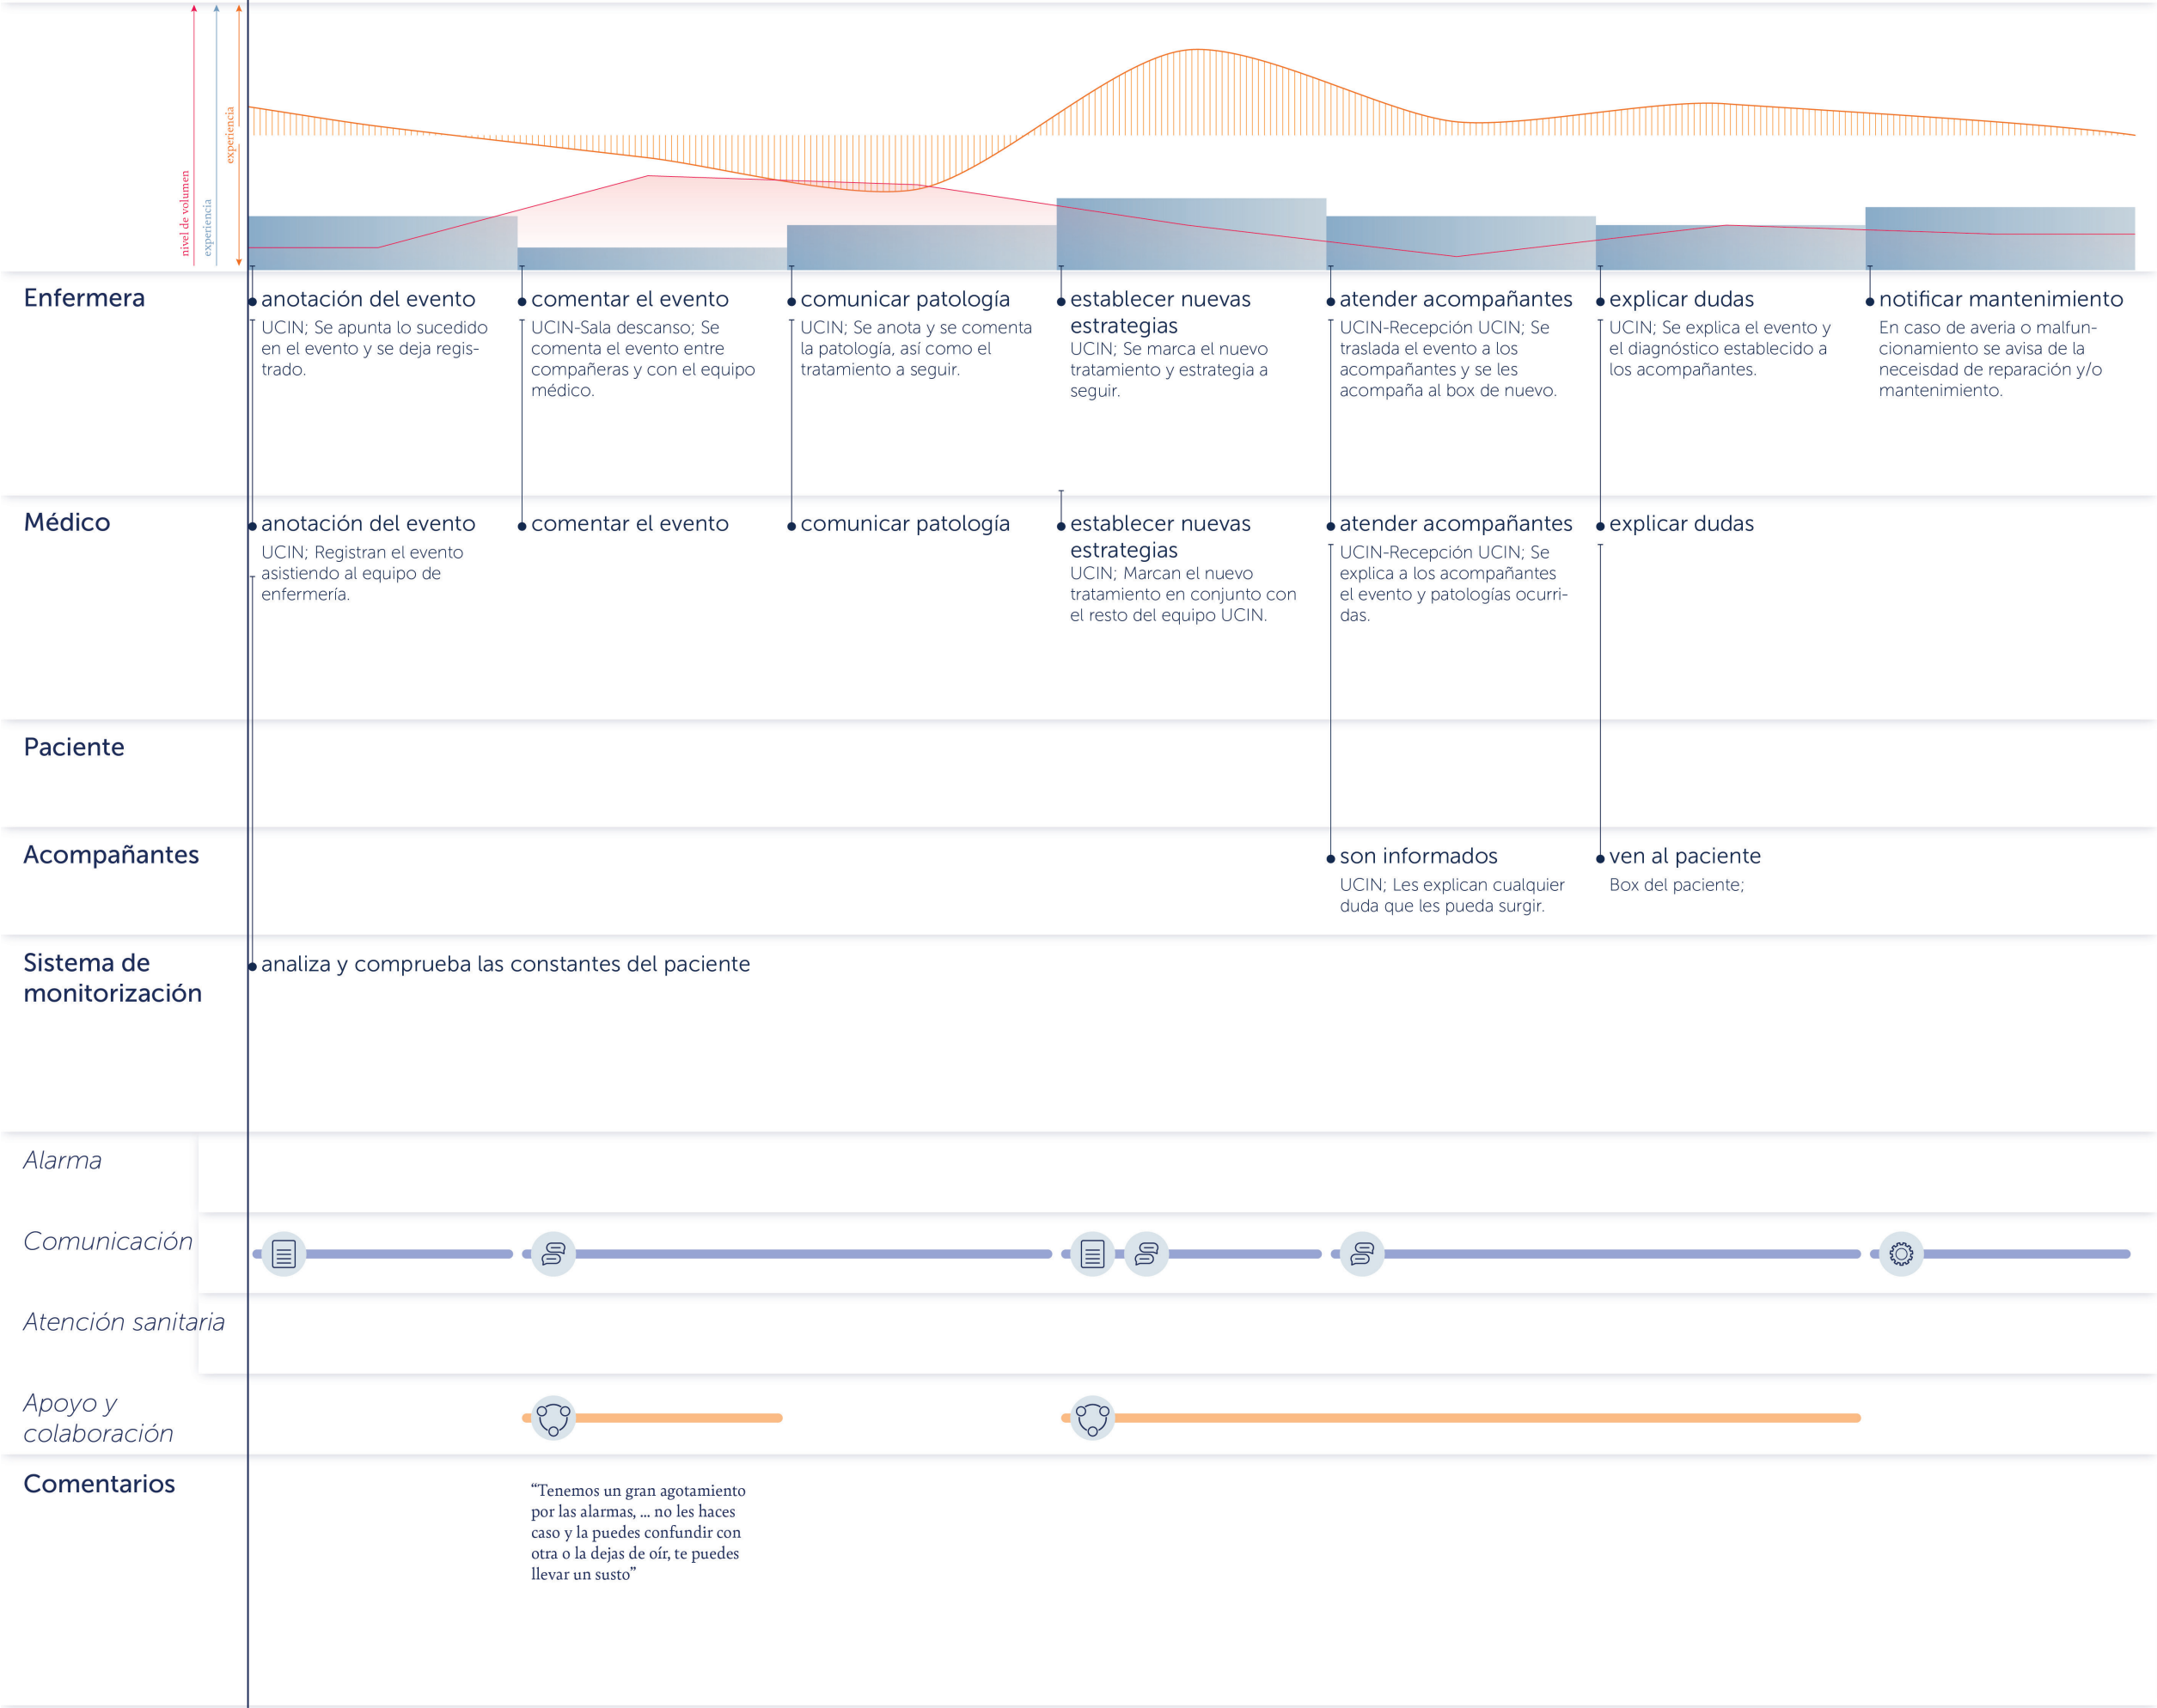 nivel de volumen
experiencia
experiencia
Enfermera
anotación del evento
UCIN; Se apunta lo sucedido
en el evento y se deja regis-
trado.
comentar el evento
UCIN-Sala descanso; Se
comenta el evento entre
compañeras y con el equipo
médico.
comunicar patología
UCIN; Se anota y se comenta
la patología, así como el
tratamiento a seguir.
establecer nuevas
estrategias
UCIN; Se marca el nuevo
tratamiento y estrategia a
seguir.
atender acompañantes
UCIN-Recepción UCIN; Se
traslada el evento a los
acompañantes y se les
acompaña al box de nuevo.
explicar dudas
UCIN; Se explica el evento y
el diagnóstico establecido a
los acompañantes.
notificar mantenimiento
En caso de averia o malfun-
cionamiento se avisa de la
neceisdad de reparación y/o
mantenimiento.
Médico
anotación del evento
UCIN; Registran el evento
asistiendo al equipo de
enfermería.
comentar el evento
comunicar patología
establecer nuevas
estrategias
UCIN; Marcan el nuevo
tratamiento en conjunto con
el resto del equipo UCIN.
atender acompañantes
UCIN-Recepción UCIN; Se
explica a los acompañantes
el evento y patologías ocurri-
das.
explicar dudas
Paciente
Acompañantes
son informados
UCIN; Les explican cualquier
duda que les pueda surgir.
ven al paciente
Box del paciente;
Sistema de
monitorización
analiza y comprueba las constantes del paciente
Alarma
Comunicación
Atención sanitaria
Apoyo y
colaboración
Comentarios
“Tenemos un gran agotamiento
por las alarmas, ... no les haces
caso y la puedes confundir con
otra o la dejas de oír, te puedes
llevar un susto”